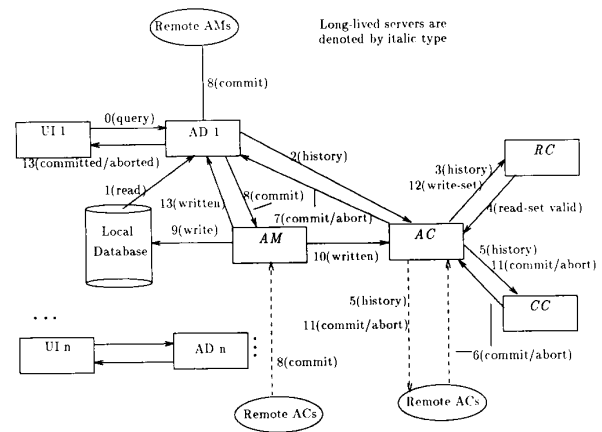 Remote AMs
Long-lived servers are
denoted by italic type
8(commit)
0(query)
UI 1
AD 1
13(committed/aborted)
2(history)
3(history)
12(write-set)
RC
1(read)
13(written)
8(commit)
7(commit/abort)
4(read-set valid)
Local
Database
9(write)
AM
10(written)
AC
5(history)
11(commit/abort)
5(history)
11(commit/abort)
CC
6(commit/abort)
...
UI n
AD n
8(commit)
Remote ACs
Remote ACs